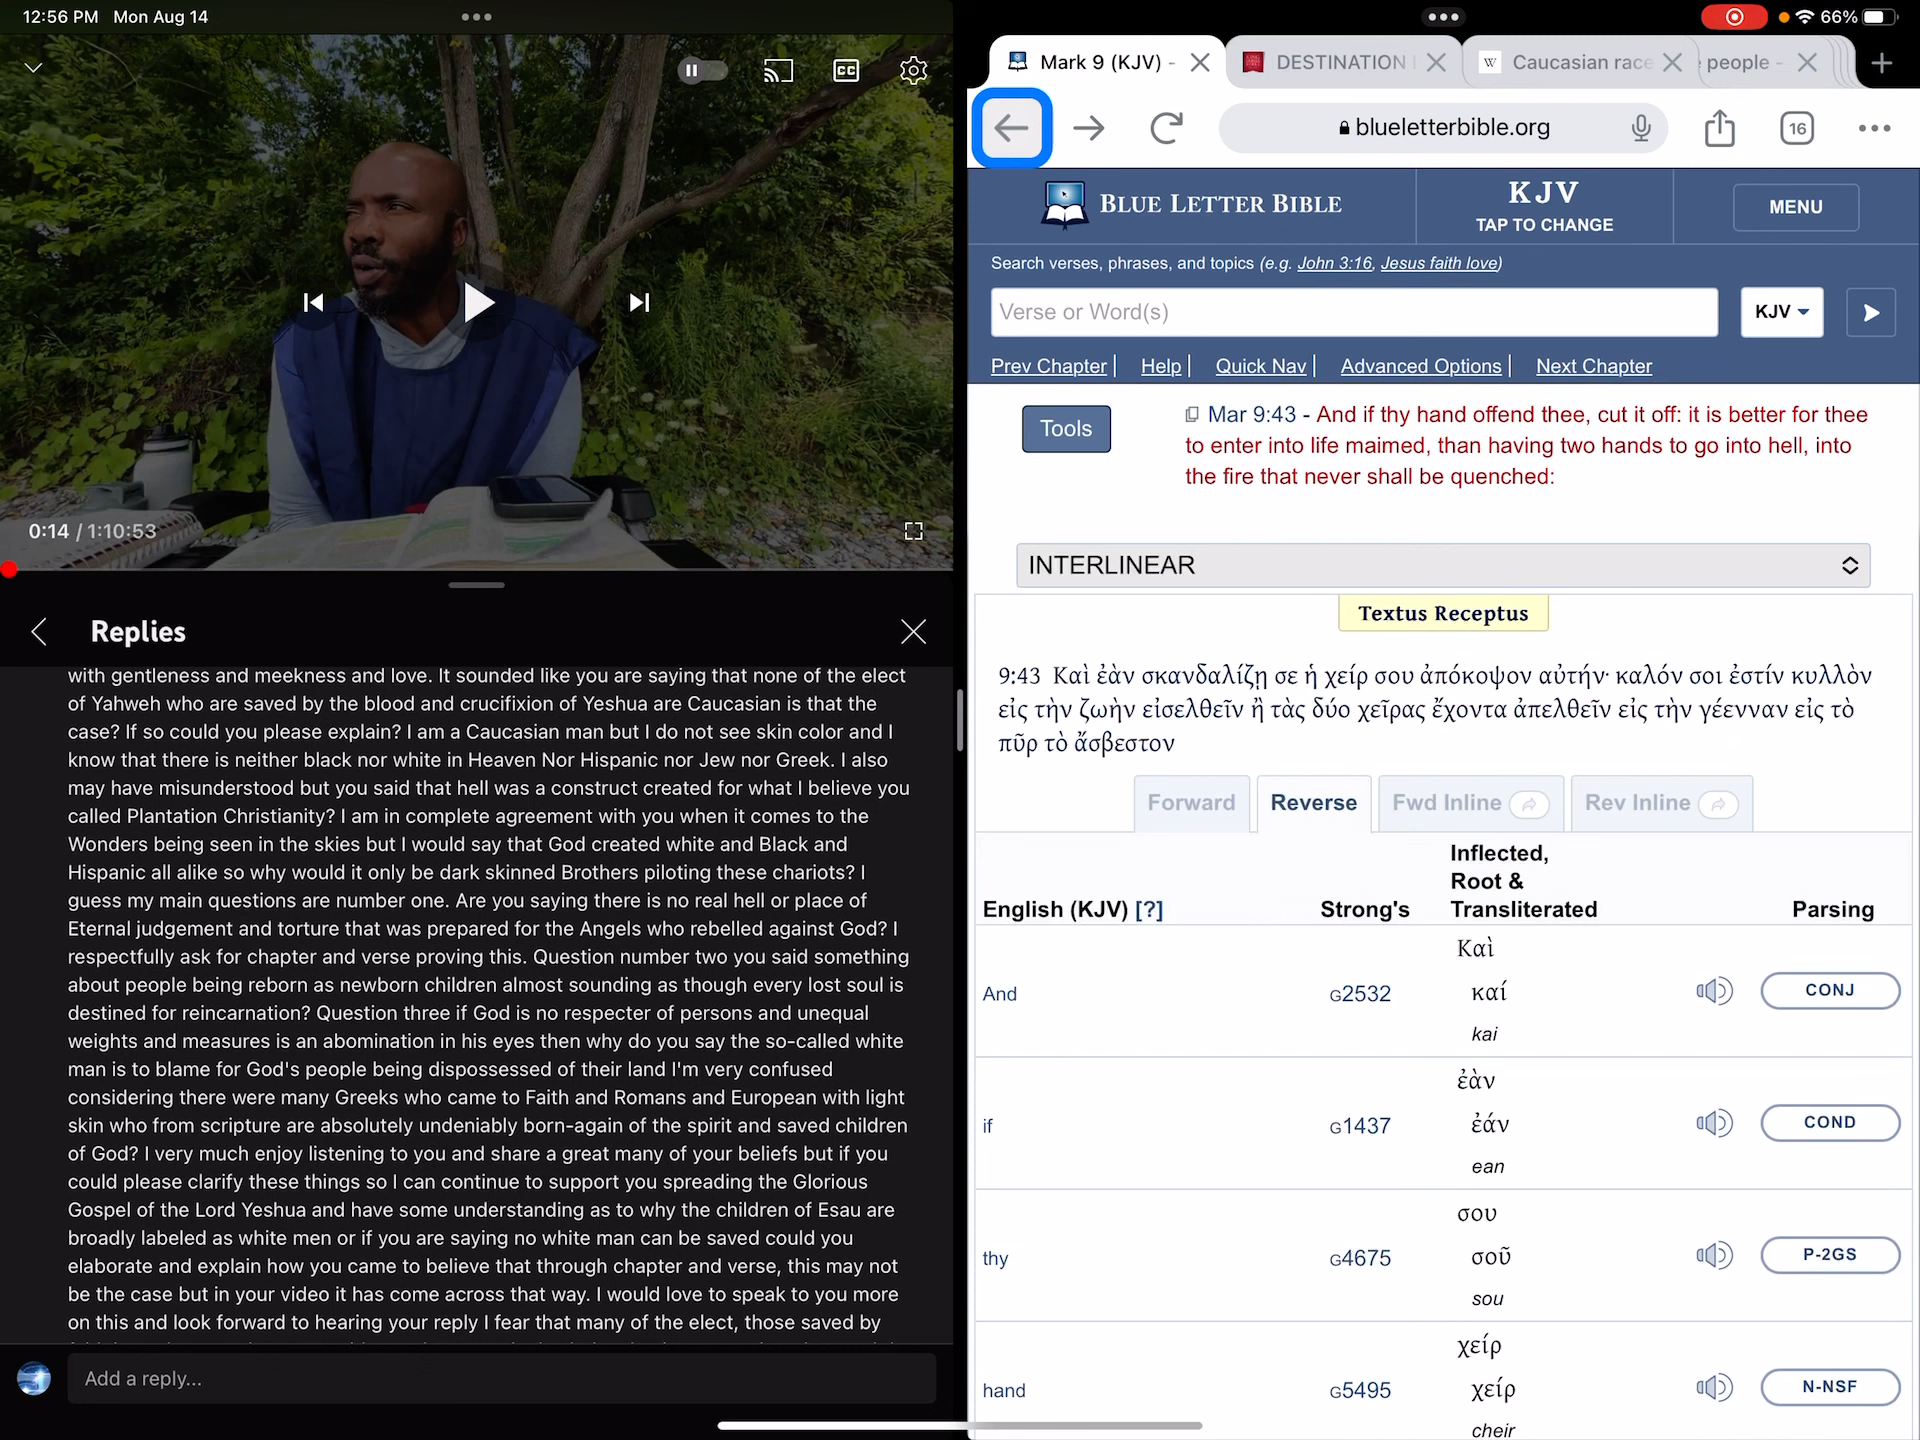 12:56 PM Mon Aug 14
CC
0:14 / 1:10:53
Replies
with gentleness and meekness and love. It sounded like you are saying that none of the elect
of Yahweh who are saved by the blood and crucifixion of Yeshua are Caucasian is that the
case? If so could you please explain? I am a Caucasian man but I do not see skin color and I
know that there is neither black nor white in Heaven Nor Hispanic nor Jew nor Greek. I also
may have misunderstood but you said that hell was a construct created for what I believe you
called Plantation Christianity? I am in complete agreement with you when it comes to the
Wonders being seen in the skies but I would say that God created white and Black and
Hispanic all alike so why would it only be dark skinned Brothers piloting these chariots? I
guess my main questions are number one. Are you saying there is no real hell or place of
Eternal judgement and torture that was prepared for the Angels who rebelled against God? I
respectfully ask for chapter and verse proving this. Question number two you said something
about people being reborn as newborn children almost sounding as though every lost soul is
destined for reincarnation? Question three if God is no respecter of persons and unequal
weights and measures is an abomination in his eyes then why do you say the so-called white
man is to blame for God's people being dispossessed of their land I'm very confused
considering there were many Greeks who came to Faith and Romans and European with light
skin who from scripture are absolutely undeniably born-again of the spirit and saved children
of God? I very much enjoy listening to you and share a great many of your beliefs but if you
could please clarify these things so I can continue to support you spreading the Glorious
Gospel of the Lord Yeshua and have some understanding as to why the children of Esau are
broadly labeled as white men or if you are saying no white man can be saved could you
elaborate and explain how you came to believe that through chapter and verse, this may not
be the case but in your video it has come across that way. I would love to speak to you more
on this and look forward to hearing your reply I fear that many of the elect, those saved by
Add a reply...
66%
Mark 9 (KJV) -
DESTINATION
W Caucasian race
people -
blueletterbible.org
16
BLUE LETTER BIBLE
KJV
TAP TO CHANGE
MENU
Search verses, phrases, and topics (e.g. John 3:16, Jesus faith love)
Verse or Word(s)
KJV
Prev Chapter | Help | Quick Nav | Advanced Options | Next Chapter
Tools
Mar 9:43 - And if thy hand offend thee, cut it off: it is better for thee
to enter into life maimed, than having two hands to go into hell, into
the fire that never shall be quenched:
INTERLINEAR
Textus Receptus
9:43 Καὶ ἐὰν σκανδαλίζῃ σε ἡ χείρ σου ἀπόκοψον αὐτήν· καλόν σοι ἐστίν κυλλὸν
εἰς τὴν ζωὴν εἰσελθεῖν ἢ τὰς δύο χεῖρας ἔχοντα ἀπελθεῖν εἰς τὴν γέενναν εἰς τὸ
πῦρ τὸ ἄσβεστον
Forward Reverse Fwd Inline Rev Inline
English (KJV) [?] Strong's Inflected, Root & Transliterated Parsing
Καὶ
And G2532 καί CONJ
kai
ἐὰν
if G1437 ἐάν COND
ean
σου
thy G4675 σοῦ P-2GS
sou
χείρ
hand G5495 χείρ N-NSF
cheir